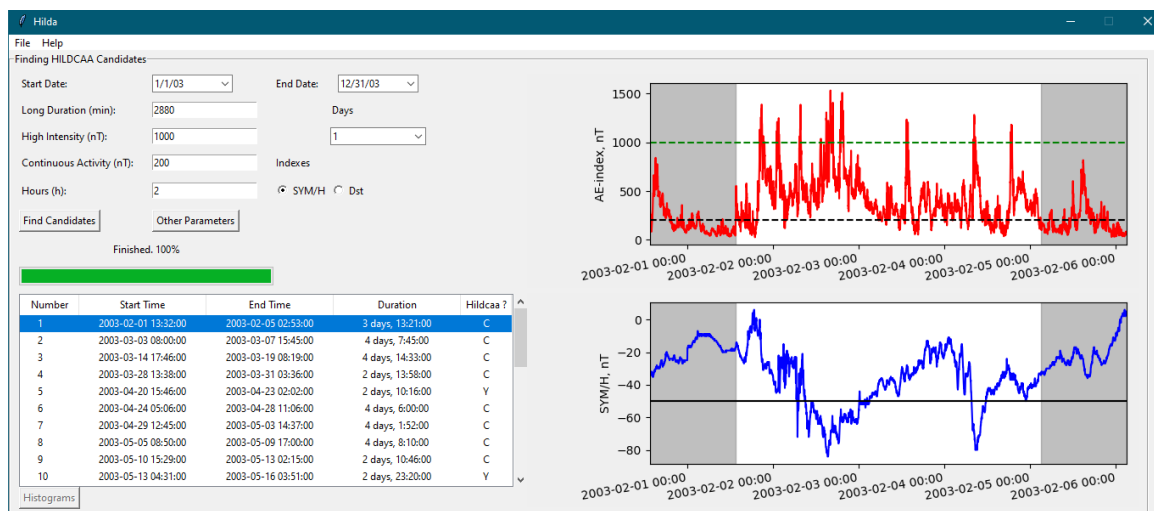 Hilda
File Help
Finding HILDCAA Candidates
Start Date: 1/1/03 End Date: 12/31/03
Long Duration (min): 2880 Days
High Intensity (nT): 1000 1
Continuous Activity (nT): 200 Indexes
Hours (h): 2 SYM/H Dst
Find Candidates Other Parameters
Finished. 100%
Number Start Time End Time Duration Hildcaa ?
1 2003-02-01 13:32:00 2003-02-05 02:53:00 3 days, 13:21:00 C
2 2003-03-03 08:00:00 2003-03-07 15:45:00 4 days, 7:45:00 C
3 2003-03-14 17:46:00 2003-03-19 08:19:00 4 days, 14:33:00 C
4 2003-03-28 13:38:00 2003-03-31 03:36:00 2 days, 13:58:00 C
5 2003-04-20 15:46:00 2003-04-23 02:02:00 2 days, 10:16:00 Y
6 2003-04-24 05:06:00 2003-04-28 11:06:00 4 days, 6:00:00 C
7 2003-04-29 12:45:00 2003-05-03 14:37:00 4 days, 1:52:00 C
8 2003-05-05 08:50:00 2003-05-09 17:00:00 4 days, 8:10:00 C
9 2003-05-10 15:29:00 2003-05-13 02:15:00 2 days, 10:46:00 C
10 2003-05-13 04:31:00 2003-05-16 03:51:00 2 days, 23:20:00 Y
Histograms
AE-index, nT
1500
1000
500
0
2003-02-01 00:00 2003-02-02 00:00 2003-02-03 00:00 2003-02-04 00:00 2003-02-05 00:00 2003-02-06 00:00
SYM/H, nT
0
−20
−40
−60
−80
2003-02-01 00:00 2003-02-02 00:00 2003-02-03 00:00 2003-02-04 00:00 2003-02-05 00:00 2003-02-06 00:00